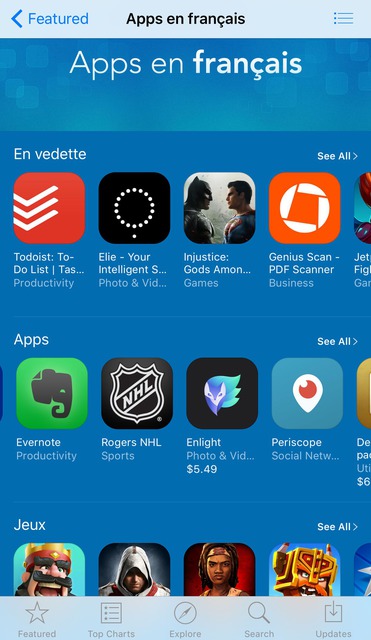 Featured
Apps en français
Apps en français
En vedette
See All
Todoist: To-
Do List | Tas...
Productivity
Elie - Your
Intelligent S...
Photo & Vid...
Injustice:
Gods Amon...
Games
Genius Scan -
PDF Scanner
Business
Jet
Fig
Gar
Apps
See All
NHL
Evernote
Productivity
Rogers NHL
Sports
Enlight
Photo & Vid...
$5.49
Periscope
Social Netw...
De
pac
Uti
$6
Jeux
See All
Featured
Top Charts
Explore
Search
Updates